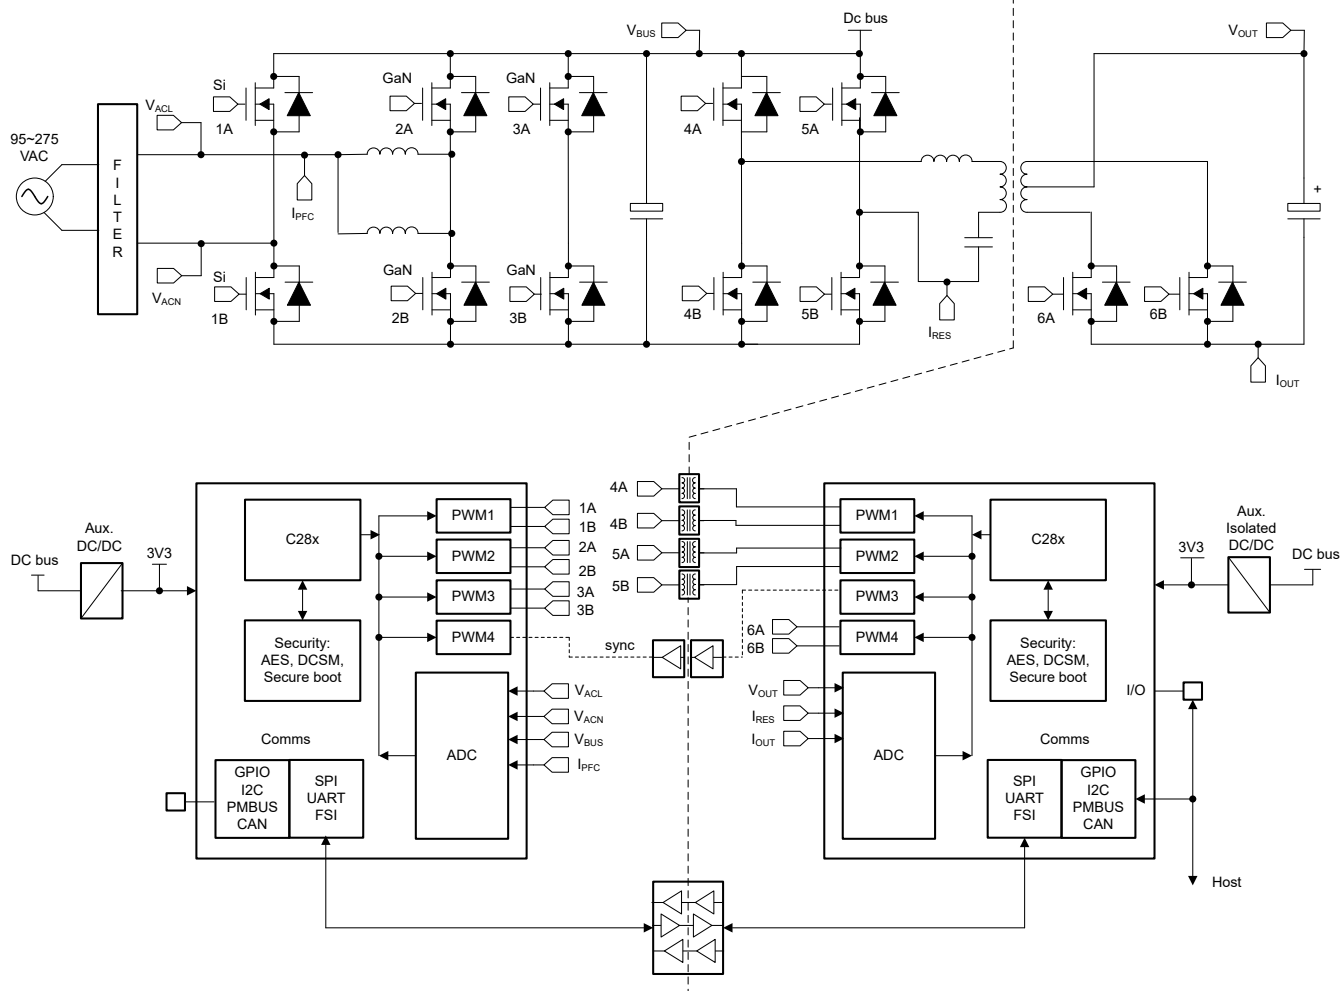 Dc bus
VBUS
VOUT
Si
GaN
GaN
VACL
1A
2A
3A
4A
5A
95~275
VAC
FILTER
IPFC
+
Si
GaN
GaN
VACN
1B
2B
3B
4B
5B
6A
6B
IRES
IOUT
C28x
Security:
AES, DCSM,
Secure boot
PWM1
PWM2
PWM3
PWM4
1A
1B
2A
2B
3A
3B
Aux.
DC/DC
DC bus
3V3
ADC
VACL
VACN
VBUS
IPFC
Comms
GPIO
I2C
PMBUS
CAN
SPI
UART
FSI
4A
4B
5A
5B
sync
6A
6B
PWM1
PWM2
PWM3
PWM4
C28x
Security:
AES, DCSM,
Secure boot
Aux.
Isolated
DC/DC
3V3
DC bus
VOUT
IRES
IOUT
ADC
I/O
Comms
SPI
UART
FSI
GPIO
I2C
PMBUS
CAN
Host